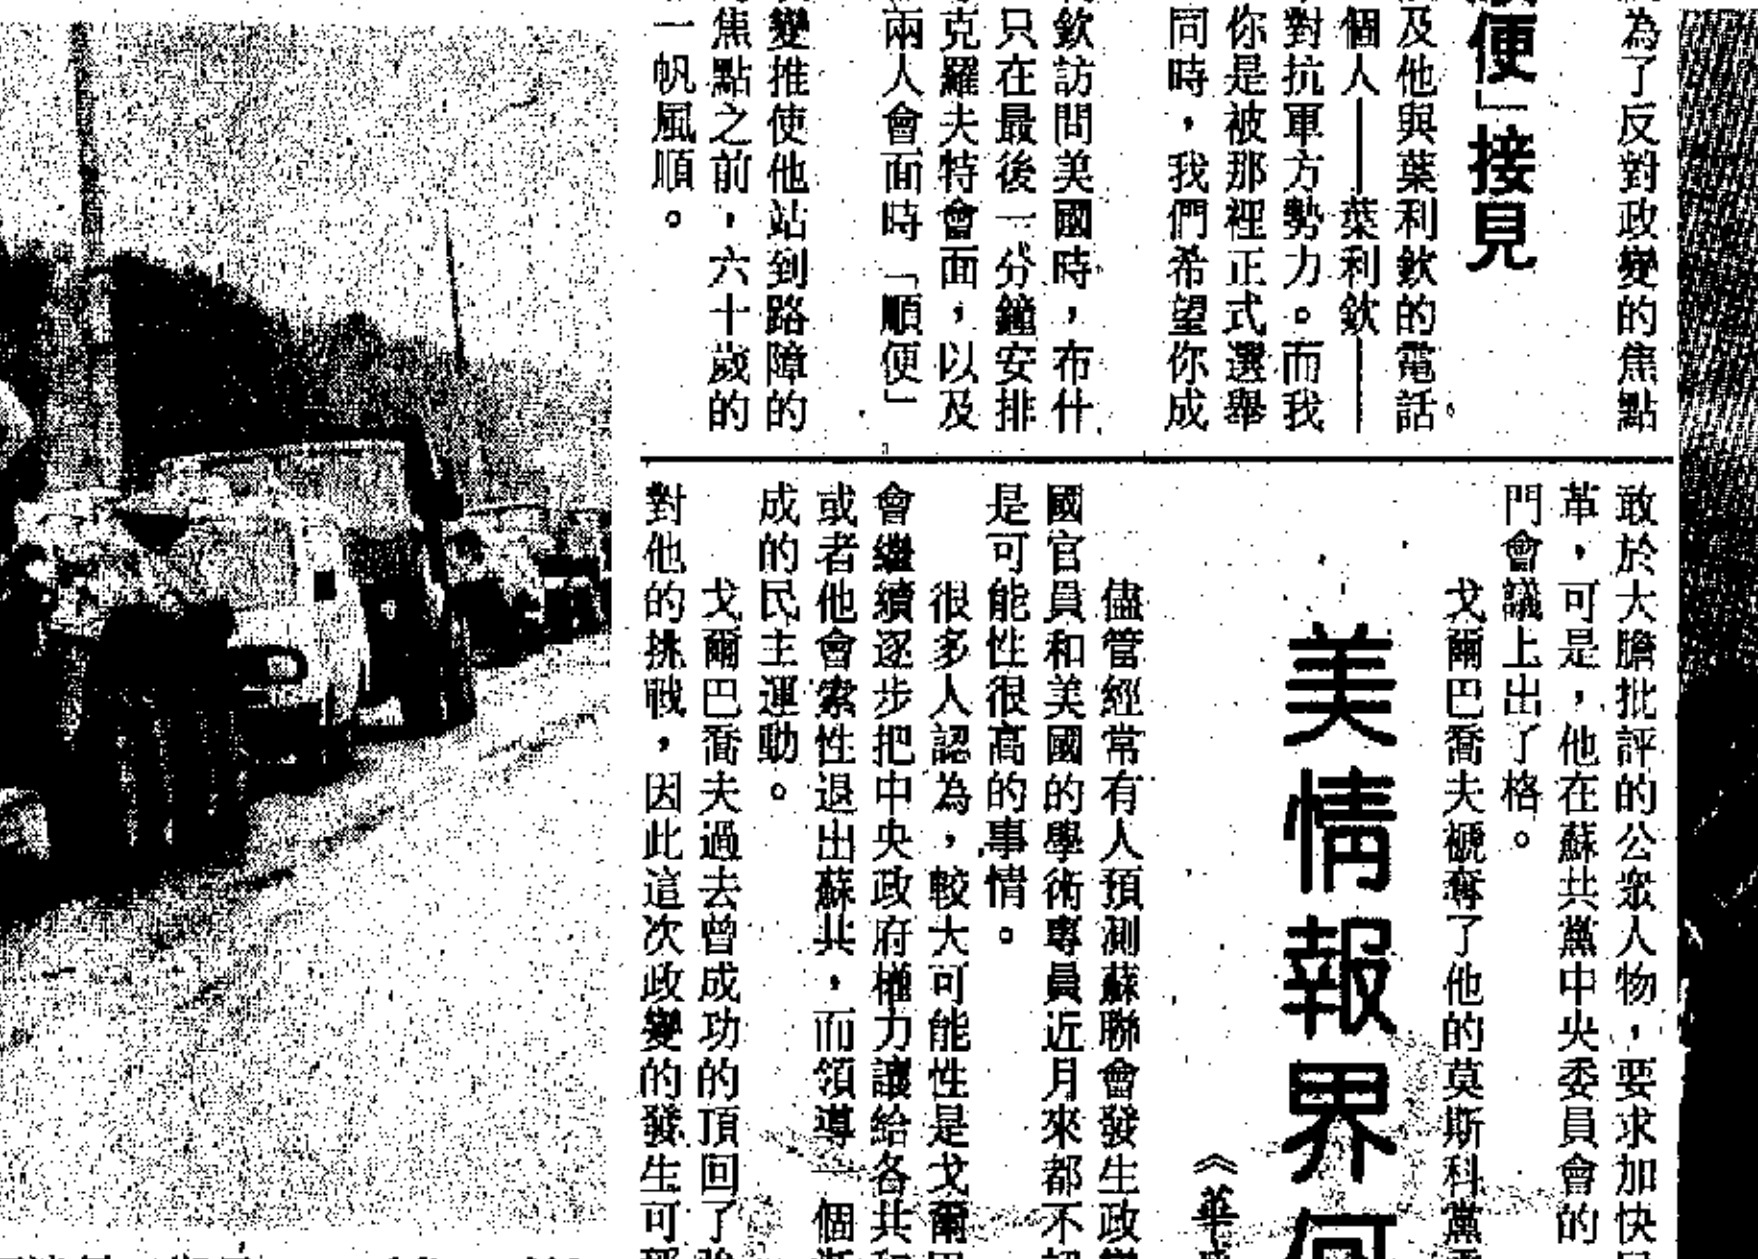 為了反對政變的焦點
便」接見
及他與葉利欽的電話。
個人——葉利欽——
對抗軍方勢力。而我
你是被那裡正式選舉
同時，我們希望你成
欽訪問美國時，布什
只在最後一分鐘安排
克羅夫特會面，以及
兩人會面時「順便」
變推使他站到路障的
焦點之前，六十歲的
一帆風順。
敢於大膽批評的公眾人物，要求加快
革，可是，他在蘇共黨中央委員會的
門會議上出了格。
戈爾巴喬夫褫奪了他的莫斯科黨
美情報界何
《華
儘管經常有人預測蘇聯會發生政變
國官員和美國的學術專員近月來都不
是可能性很高的事情。
很多人認為，較大可能性是戈爾巴
會繼續逐步把中央政府權力讓給各共和
或者他會索性退出蘇共，而領導一個
成的民主運動。
戈爾巴喬夫過去曾成功的頂回了
對他的挑戰，因此這次政變的發生可